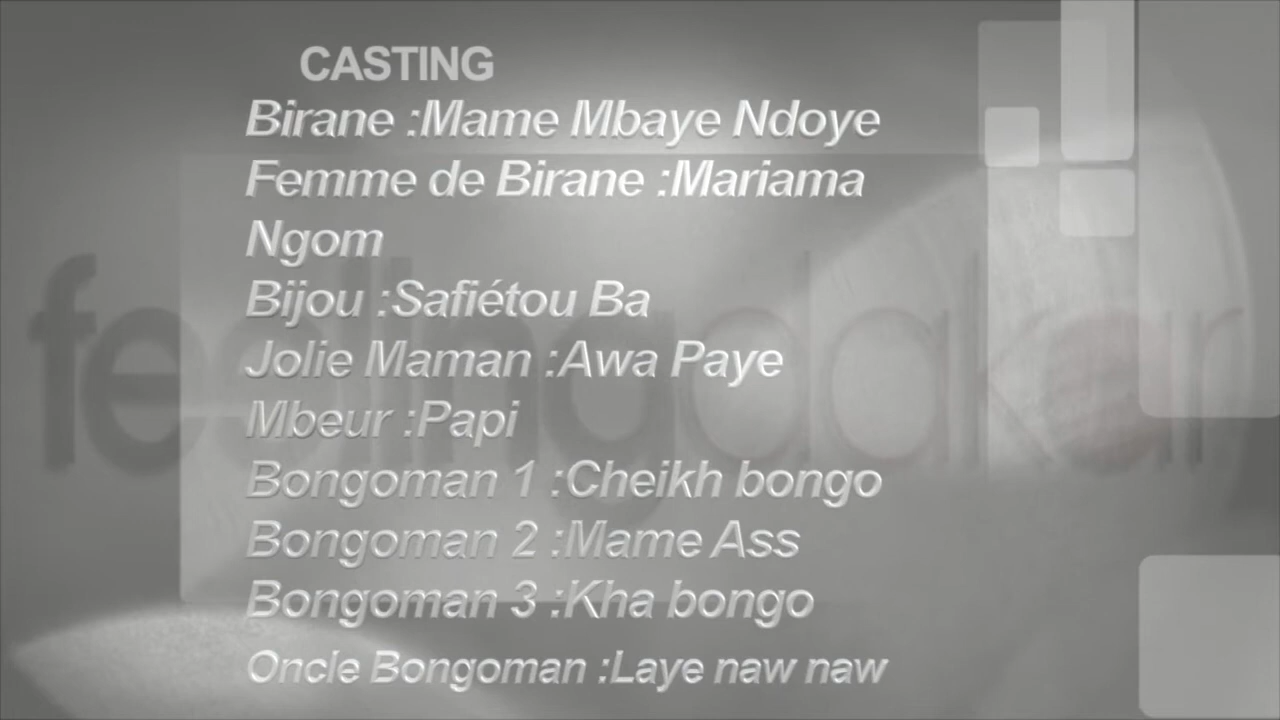 CASTING
Birane :Mame Mbaye Ndoye
Femme de Birane :Mariama
Ngom
Bijou :Safiétou Ba
Jolie Maman :Awa Paye
Mbeur :Papi
Bongoman 1 :Cheikh bongo
Bongoman 2 :Mame Ass
Bongoman 3 :Kha bongo
Oncle Bongoman :Laye naw naw
feelingdakar